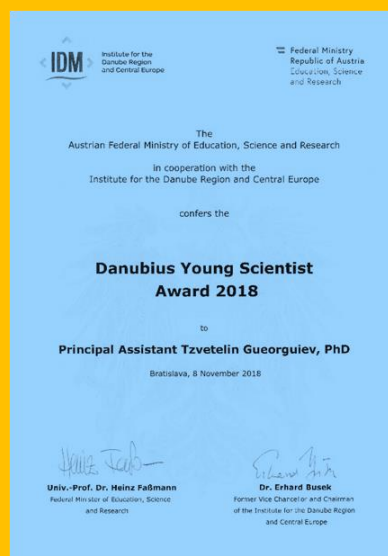 IDM
Institute for the
Danube Region
and Central Europe
Federal Ministry
Republic of Austria
Education, Science
and Research
The
Austrian Federal Ministry of Education, Science and Research
in cooperation with the
Institute for the Danube Region and Central Europe
confers the
Danubius Young Scientist
Award 2018
to
Principal Assistant Tzvetelin Gueorguiev, PhD
Bratislava, 8 November 2018
Univ.-Prof. Dr. Heinz Faßmann
Federal Minister of Education, Science
and Research
Dr. Erhard Busek
Former Vice Chancellor and Chairman
of the Institute for the Danube Region
and Central Europe